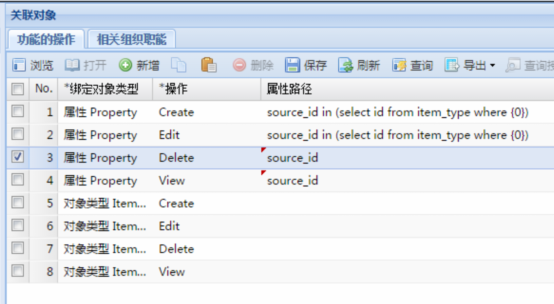 关联对象
功能的操作 相关组织职能
浏览 打开 新增 删除 保存 刷新 查询 导出 查询按
No. *绑定对象类型 *操作 属性路径
1 属性 Property Create source_id in (select id from item_type where {0})
2 属性 Property Edit source_id in (select id from item_type where {0})
3 属性 Property Delete source_id
4 属性 Property View source_id
5 对象类型 Item... Create
6 对象类型 Item... Edit
7 对象类型 Item... Delete
8 对象类型 Item... View